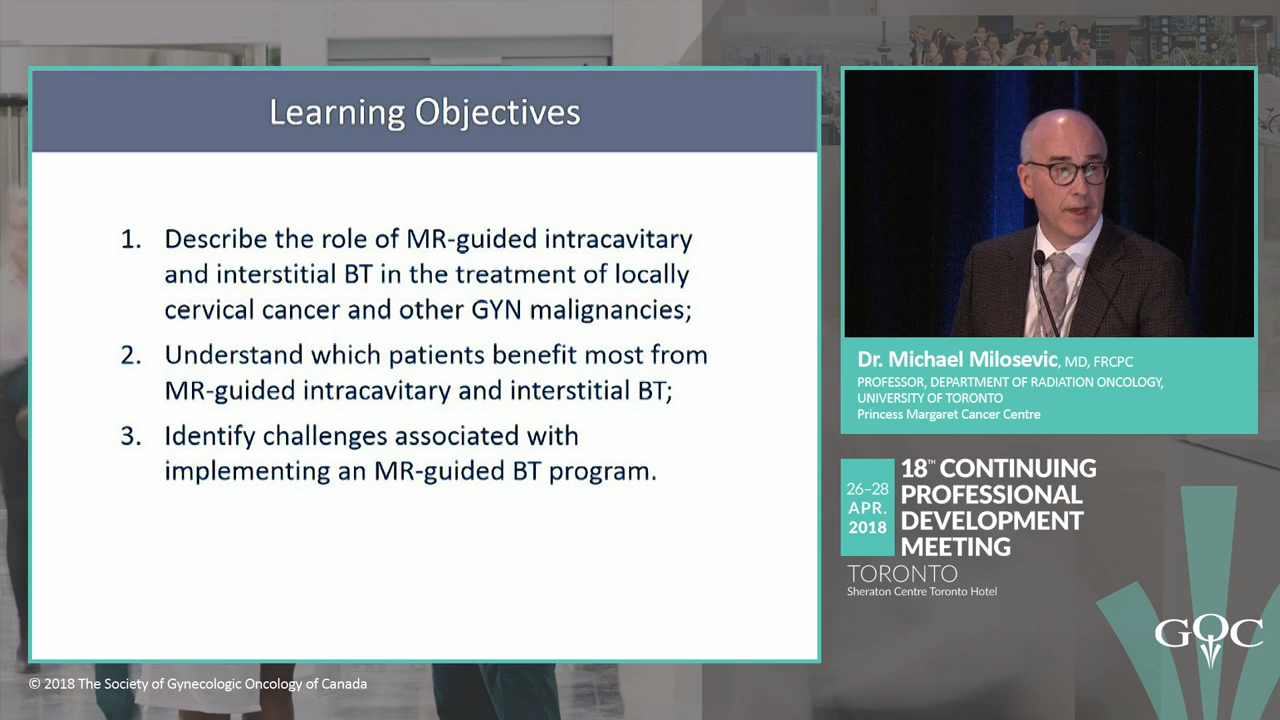 Learning Objectives
1. Describe the role of MR-guided intracavitary
and interstitial BT in the treatment of locally
cervical cancer and other GYN malignancies;
2. Understand which patients benefit most from
MR-guided intracavitary and interstitial BT;
3. Identify challenges associated with
implementing an MR-guided BT program.
Dr. Michael Milosevic, MD, FRCPC
PROFESSOR, DEPARTMENT OF RADIATION ONCOLOGY,
UNIVERSITY OF TORONTO
Princess Margaret Cancer Centre
26–28
APR.
2018
18TH CONTINUING
PROFESSIONAL
DEVELOPMENT
MEETING
TORONTO
Sheraton Centre Toronto Hotel
GOC
© 2018 The Society of Gynecologic Oncology of Canada